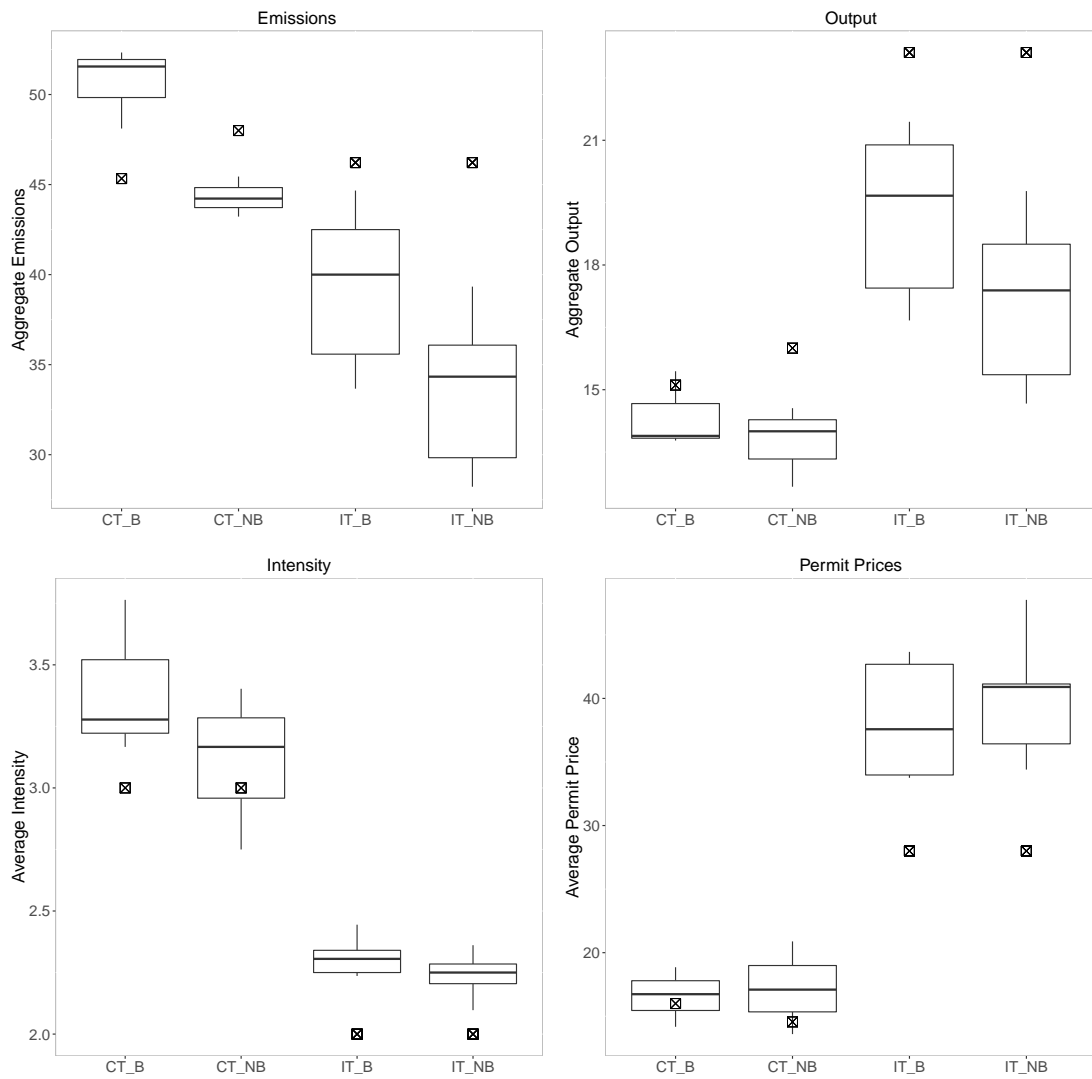 Emissions
Aggregate Emissions
50
45
40
35
30
CT_B CT_NB IT_B IT_NB
Output
Aggregate Output
21
18
15
CT_B CT_NB IT_B IT_NB
Intensity
Average Intensity
3.5
3.0
2.5
2.0
CT_B CT_NB IT_B IT_NB
Permit Prices
Average Permit Price
40
30
20
CT_B CT_NB IT_B IT_NB